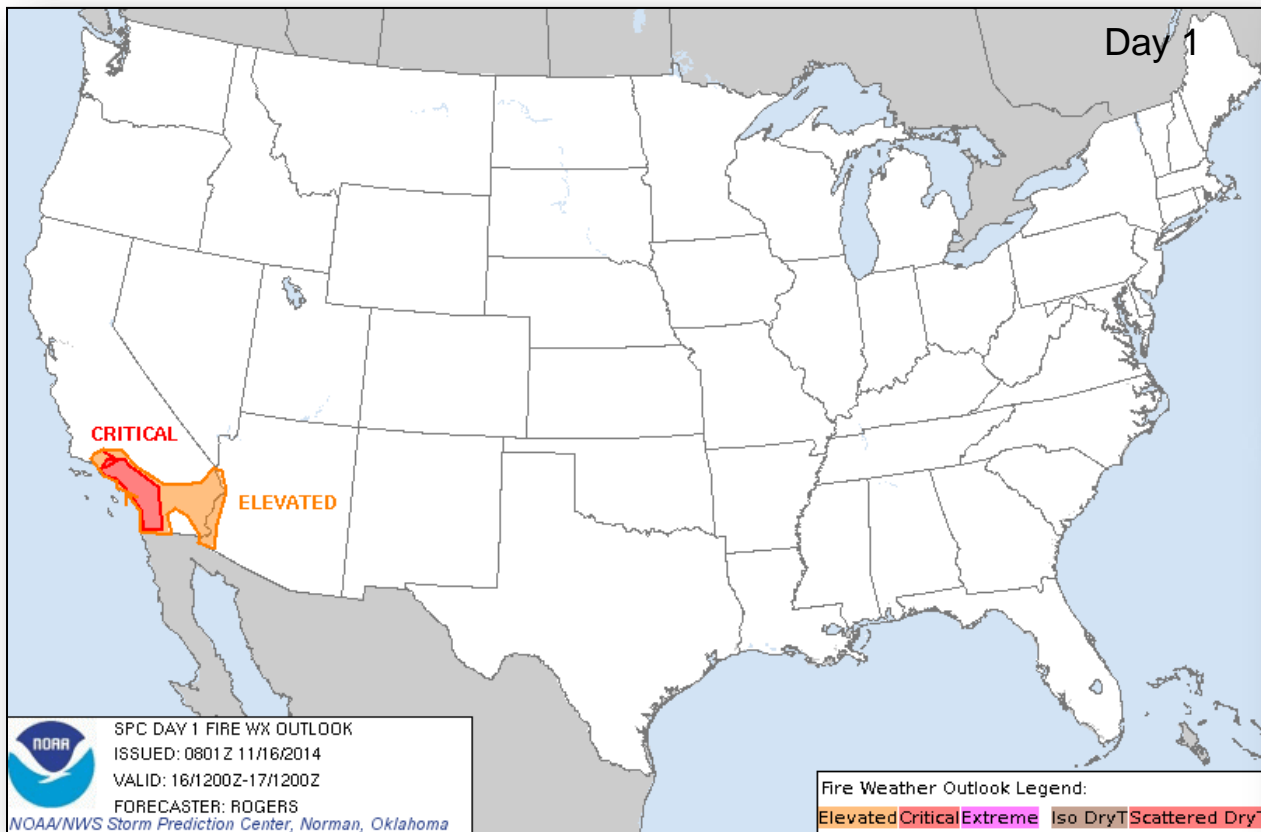 Day 1
CRITICAL
ELEVATED
NOAA
SPC DAY 1 FIRE WX OUTLOOK
ISSUED: 0801Z 11/16/2014
VALID: 16/1200Z-17/1200Z
FORECASTER: ROGERS
NOAA/NWS Storm Prediction Center, Norman, Oklahoma
Fire Weather Outlook Legend:
Elevated Critical Extreme Iso DryT Scattered DryT